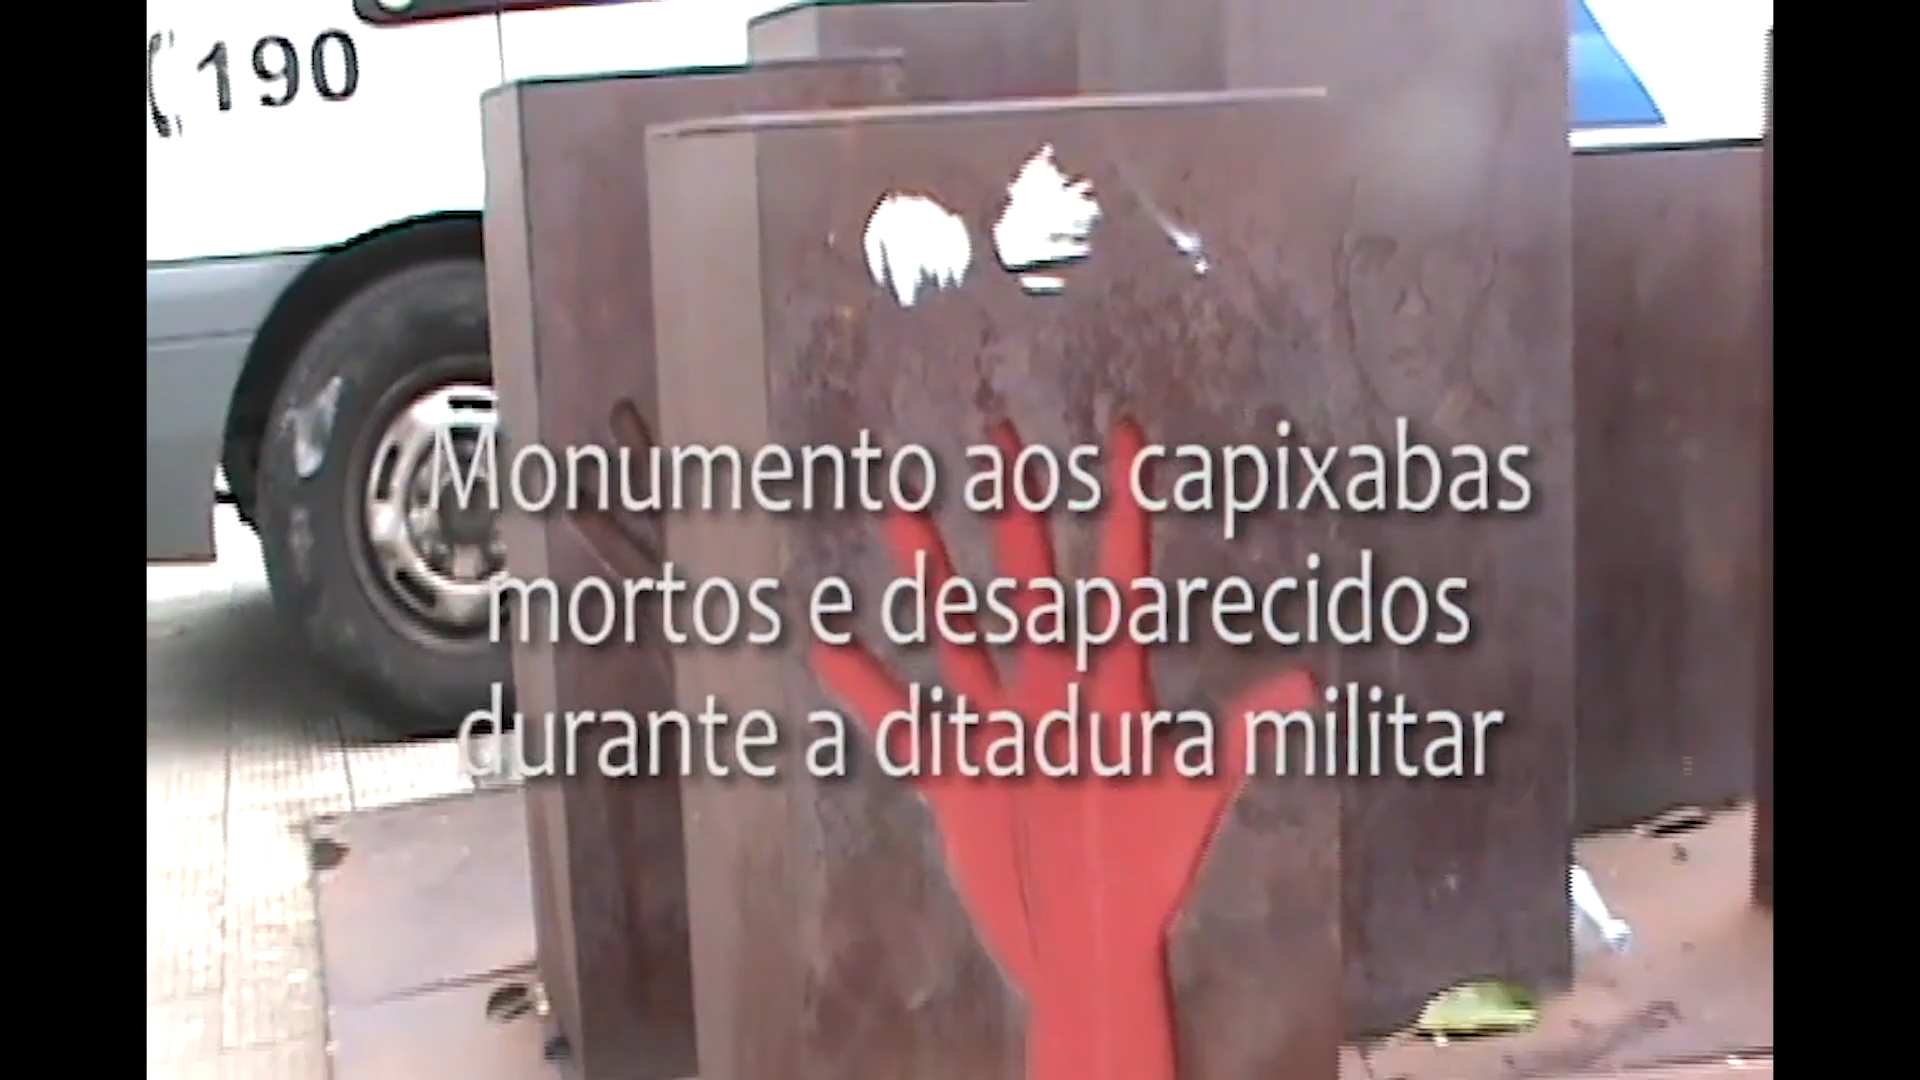 190
Monumento aos capixabas
mortos e desaparecidos
durante a ditadura militar